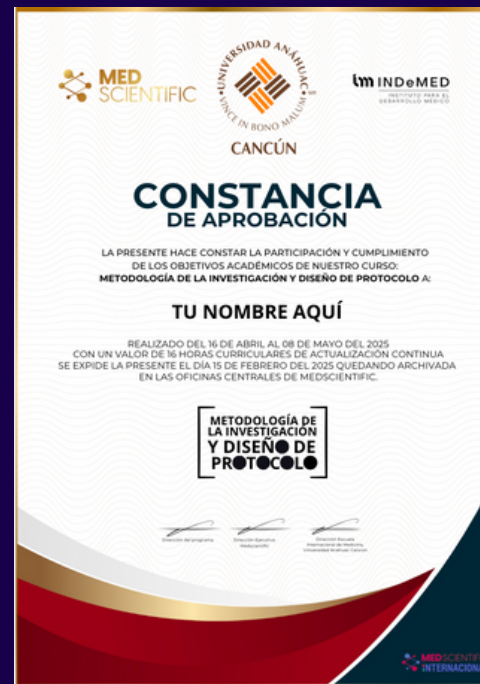 MED
SCIENTIFIC
UNIVERSIDAD ANÁHUAC
VINCE IN BONO MALUM
CANCÚN
INDeMED
INSTITUTO PARA EL
DESARROLLO MÉDICO
CONSTANCIA
DE APROBACIÓN
LA PRESENTE HACE CONSTAR LA PARTICIPACIÓN Y CUMPLIMIENTO
DE LOS OBJETIVOS ACADÉMICOS DE NUESTRO CURSO:
METODOLOGÍA DE LA INVESTIGACIÓN Y DISEÑO DE PROTOCOLO A:
TU NOMBRE AQUÍ
REALIZADO DEL 16 DE ABRIL AL 08 DE MAYO DEL 2025
CON UN VALOR DE 16 HORAS CURRICULARES DE ACTUALIZACIÓN CONTINUA
SE EXPIDE LA PRESENTE EL DÍA 15 DE FEBRERO DEL 2025 QUEDANDO ARCHIVADA
EN LAS OFICINAS CENTRALES DE MEDSCIENTIFIC.
METODOLOGÍA DE
LA INVESTIGACIÓN
Y DISEÑO DE
PROTOCOLO
Dirección del programa
Dirección Ejecutiva
Medscientific
Dirección Escuela
Internacional de Medicina,
Universidad Anáhuac Cancún
MEDSCIENTIFIC
INTERNACIONAL